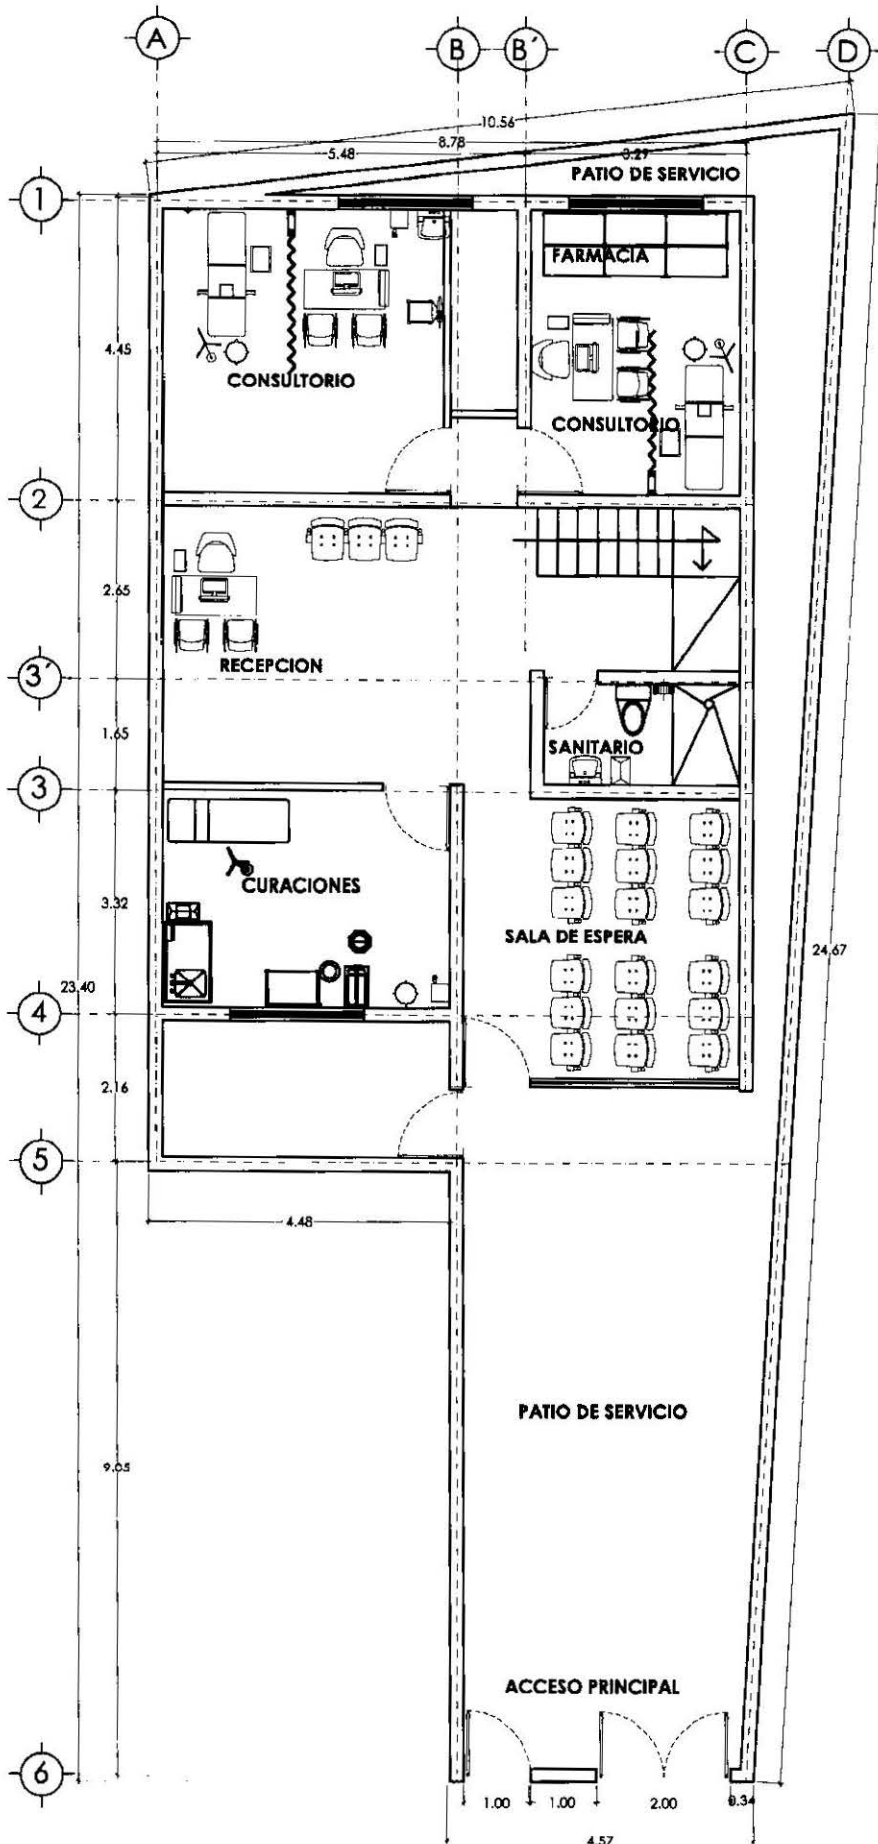 A
B
B´
C
D
10.56
8.78
5.48
3.29
PATIO DE SERVICIO
1
FARMACIA
4.45
CONSULTORIO
CONSULTORIO
2
2.65
RECEPCION
3´
1.65
SANITARIO
3
CURACIONES
3.32
SALA DE ESPERA
24.67
23.40
4
2.16
5
4.48
PATIO DE SERVICIO
9.05
ACCESO PRINCIPAL
6
1.00
1.00
2.00
0.34
4.57